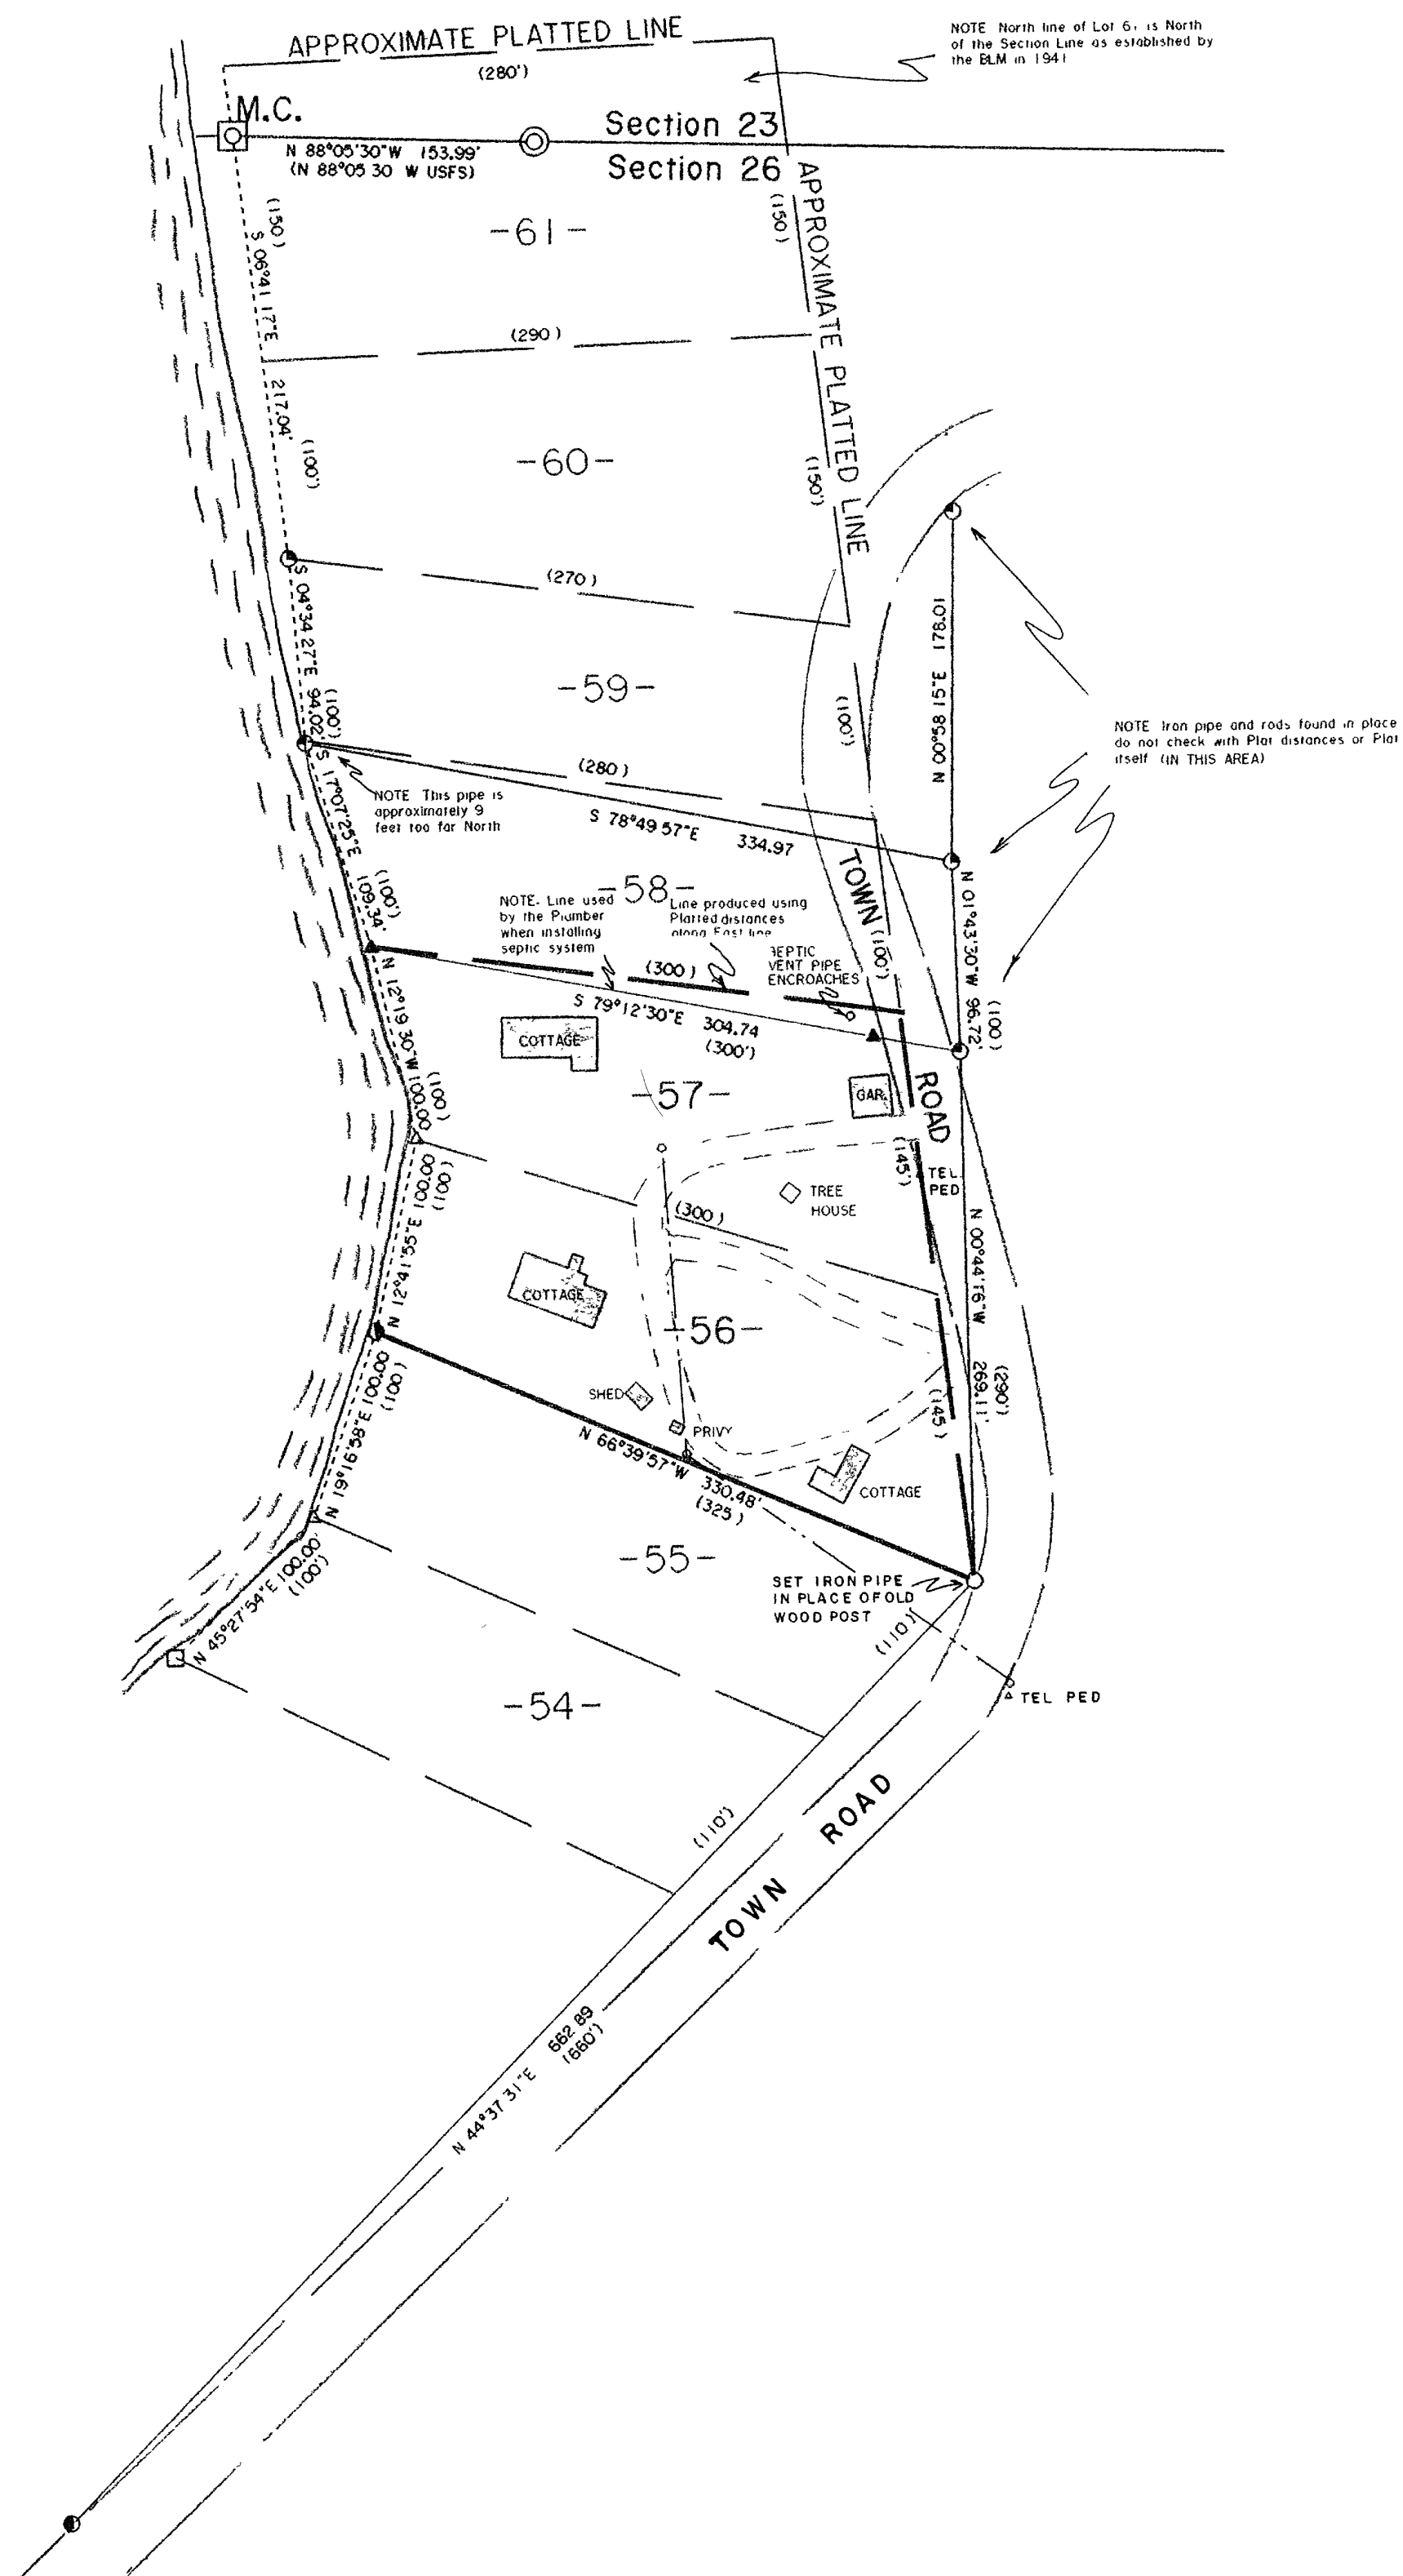 APPROXIMATE PLATTED LINE
(280')
NOTE North line of Lot 61 is North
of the Section Line as established by
the BLM in 1941
M.C.
Section 23
N 88°05'30"W 153.99'
(N 88°05 30 W USFS)
Section 26
APPROXIMATE PLATTED LINE
(150)
(150)
S 06°41 17"E 217.04'
-61-
(290)
(100')
-60-
(150')
(270)
S 04°34 27"E 94.02'
(100')
-59-
(100')
N 00°58 15"E 178.01
NOTE Iron pipe and rods found in place
do not check with Plat distances or Plat
itself (IN THIS AREA)
(280)
NOTE This pipe is
approximately 9
feet too far North
S 17°07'25"E 109.34'
(100')
S 78°49 57"E 334.97
TOWN
-58-
NOTE. Line used
by the Plumber
when installing
septic system
Line produced using
Platted distances
along East line
SEPTIC
VENT PIPE
ENCROACHES
(100')
N 01°43'30"W 96.72'
(100)
(300)
S 79°12'30"E 304.74
(300')
N 12°19 30"W 100.00
(100)
COTTAGE
-57-
GAR.
ROAD
(145')
TEL.
PED
TREE
HOUSE
(300)
N 12°41'55"E 100.00
(100)
COTTAGE
-56-
N 00°44'16"W 269.11'
(290')
(145)
SHED
PRIVY
N 66°39'57"W 330.48'
(325)
COTTAGE
N 19°16'58"E 100.00
(100)
-55-
SET IRON PIPE
IN PLACE OF OLD
WOOD POST
(110)
N 45°27'54"E 100.00'
(100')
TEL PED
-54-
(110')
TOWN ROAD
N 44°37 31"E 662 89
(660')